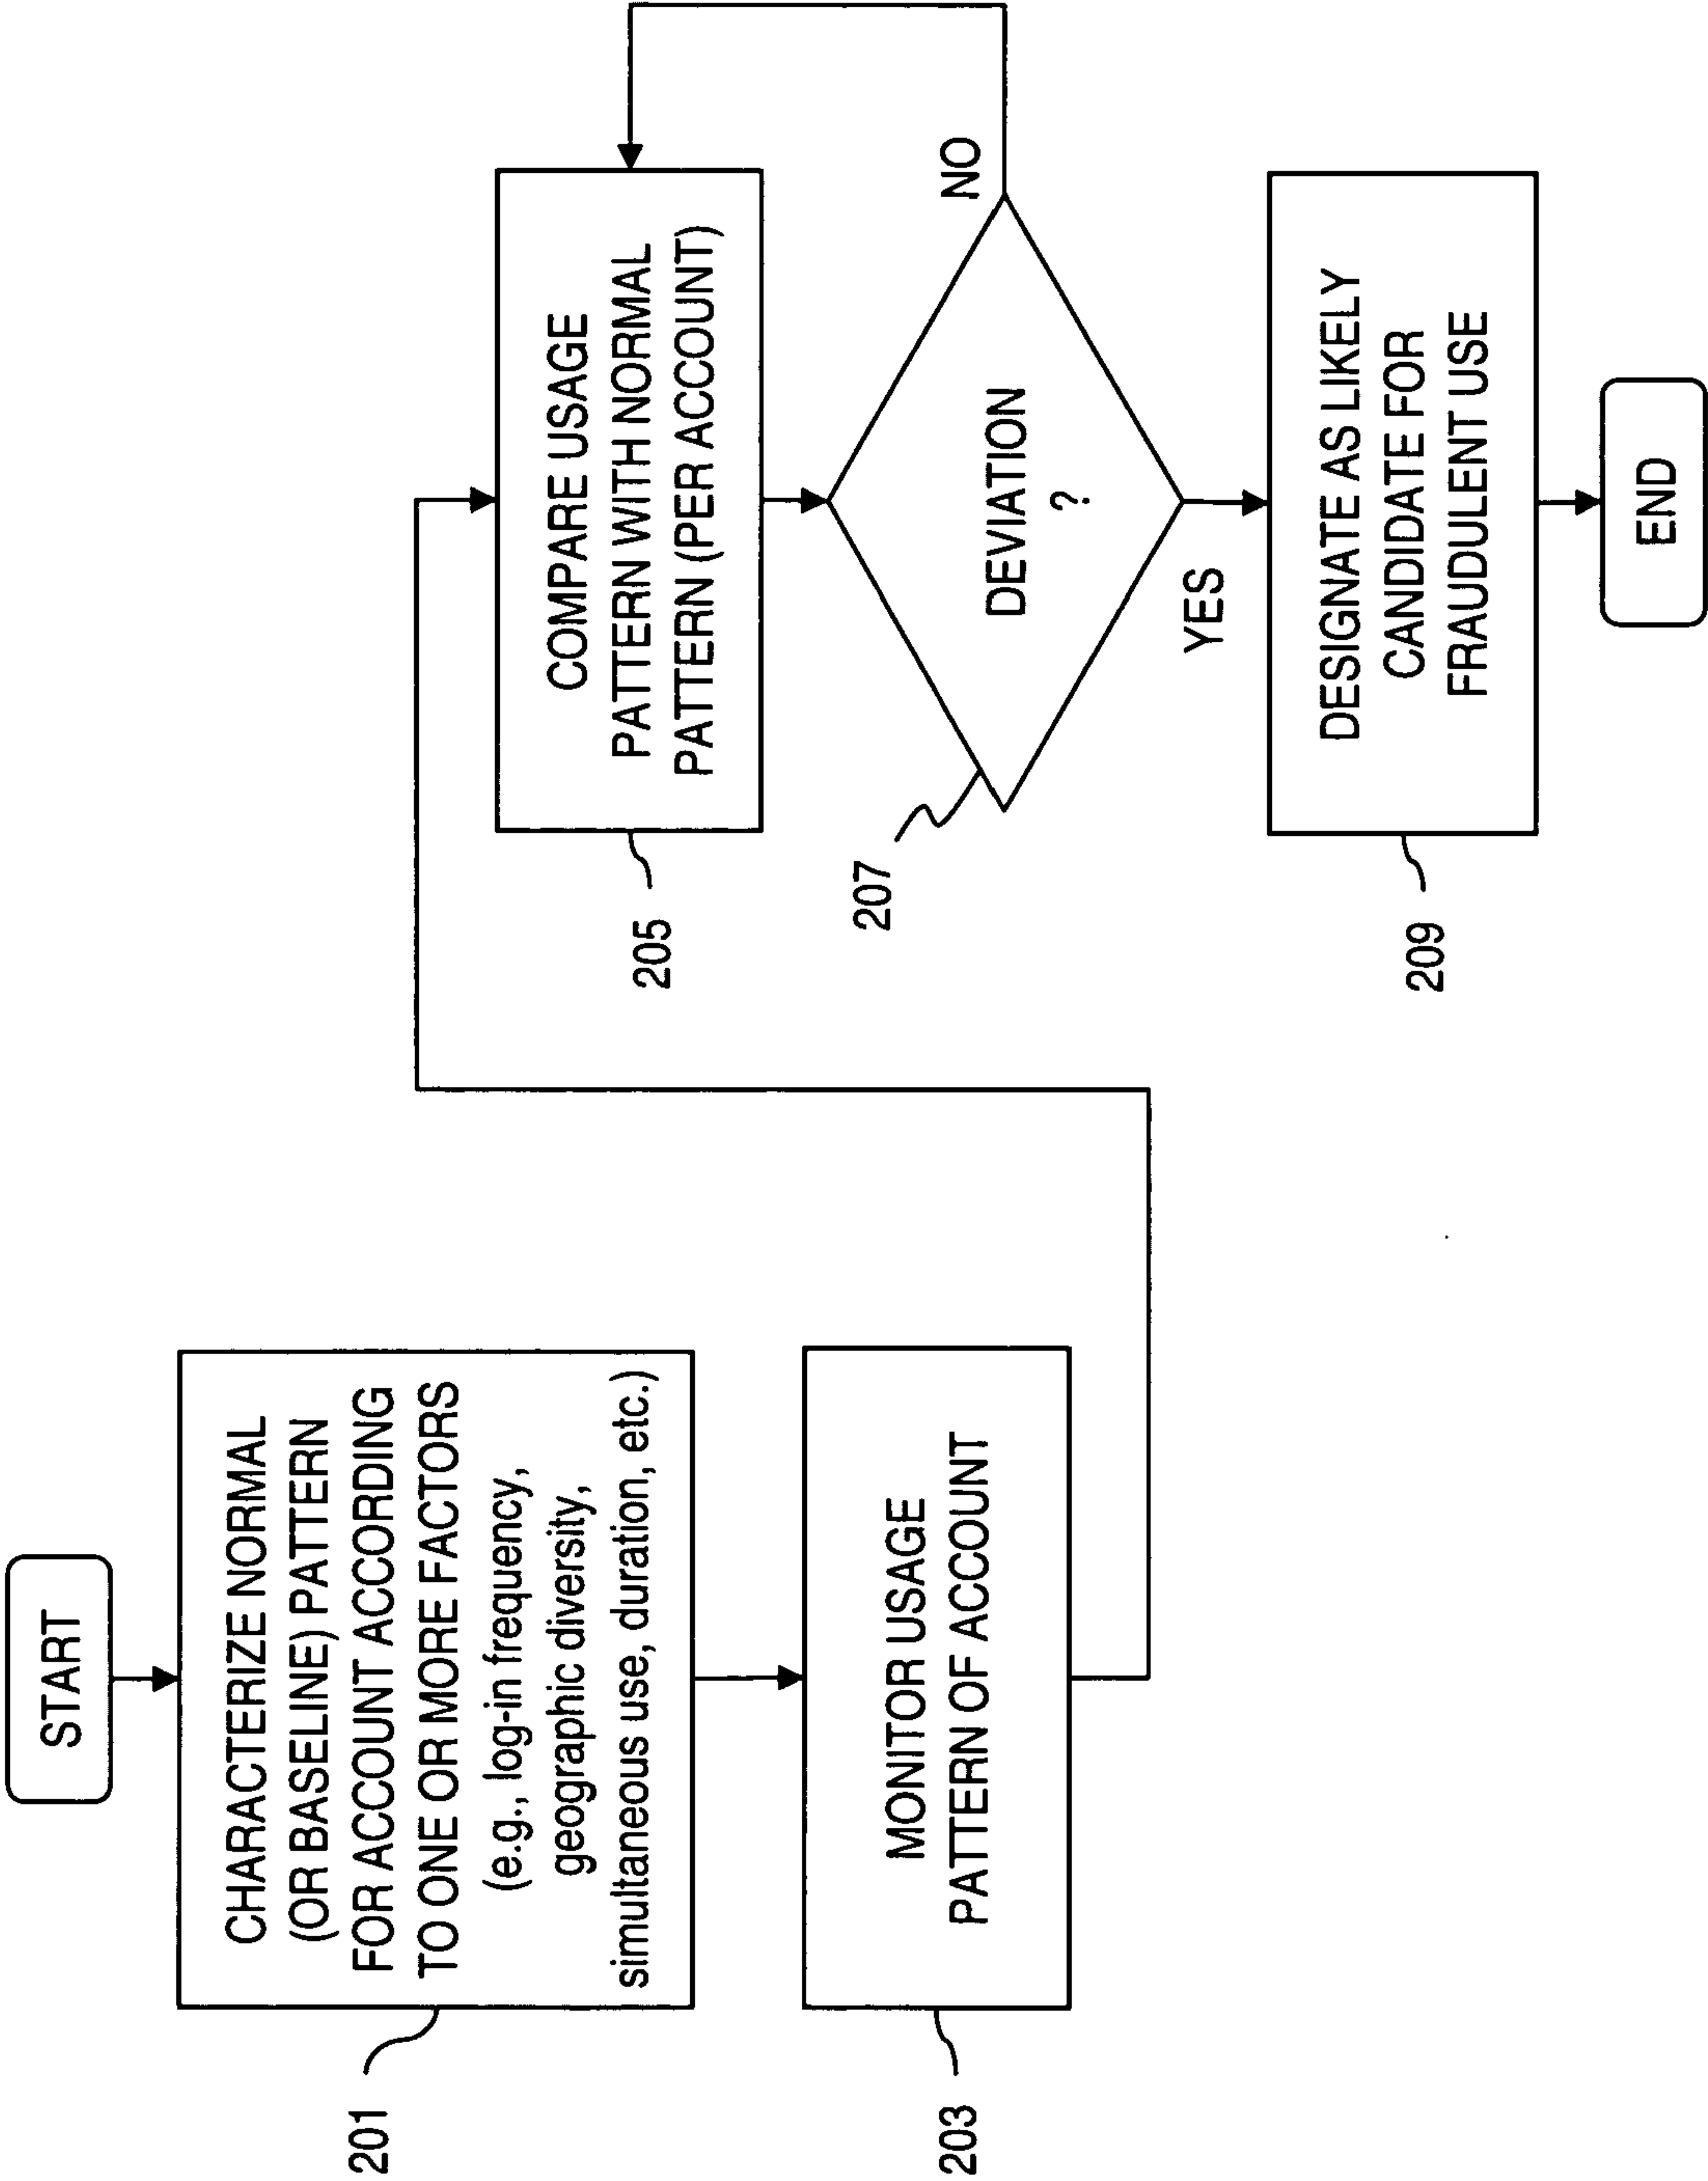 START
CHARACTERIZE NORMAL
(OR BASELINE) PATTERN
FOR ACCOUNT ACCORDING
TO ONE OR MORE FACTORS
(e.g., log-in frequency,
geographic diversity,
simultaneous use, duration, etc.)
201
MONITOR USAGE
PATTERN OF ACCOUNT
203
COMPARE USAGE
PATTERN WITH NORMAL
PATTERN (PER ACCOUNT)
205
DEVIATION
?
207
NO
YES
DESIGNATE AS LIKELY
CANDIDATE FOR
FRAUDULENT USE
209
END